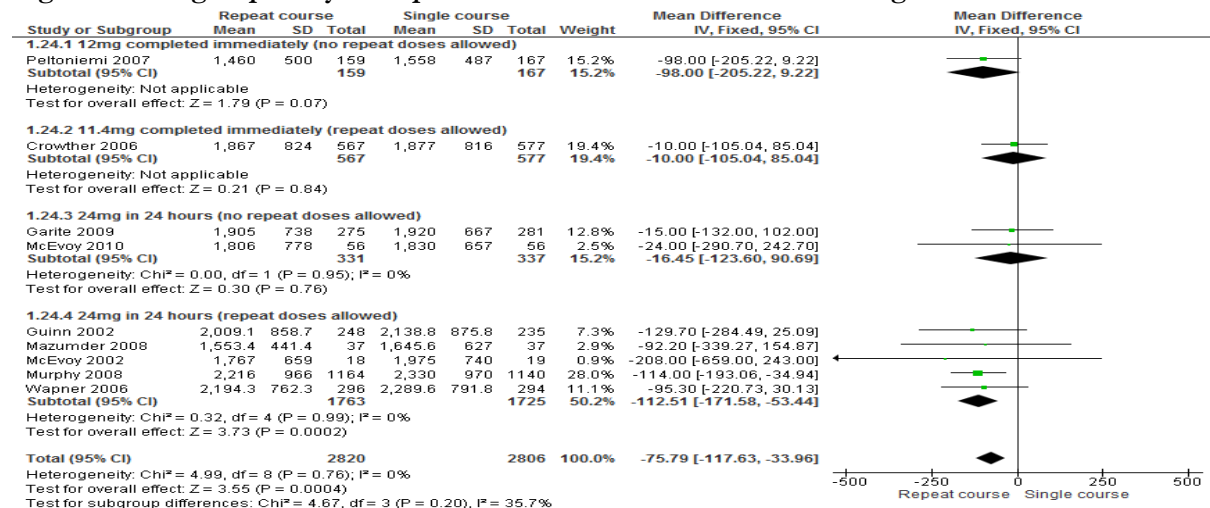 Repeat course Single course Mean Difference Mean Difference
Study or Subgroup Mean SD Total Mean SD Total Weight IV, Fixed, 95% CI IV, Fixed, 95% CI
1.24.1 12mg completed immediately (no repeat doses allowed)
Peltoniemi 2007 1,460 500 159 1,558 487 167 15.2% -98.00 [-205.22, 9.22]
Subtotal (95% CI) 159 167 15.2% -98.00 [-205.22, 9.22]
Heterogeneity: Not applicable
Test for overall effect: Z = 1.79 (P = 0.07)
1.24.2 11.4mg completed immediately (repeat doses allowed)
Crowther 2006 1,867 824 567 1,877 816 577 19.4% -10.00 [-105.04, 85.04]
Subtotal (95% CI) 567 577 19.4% -10.00 [-105.04, 85.04]
Heterogeneity: Not applicable
Test for overall effect: Z = 0.21 (P = 0.84)
1.24.3 24mg in 24 hours (no repeat doses allowed)
Garite 2009 1,905 738 275 1,920 667 281 12.8% -15.00 [-132.00, 102.00]
McEvoy 2010 1,806 778 56 1,830 657 56 2.5% -24.00 [-290.70, 242.70]
Subtotal (95% CI) 331 337 15.2% -16.45 [-123.60, 90.69]
Heterogeneity: Chi² = 0.00, df = 1 (P = 0.95); I² = 0%
Test for overall effect: Z = 0.30 (P = 0.76)
1.24.4 24mg in 24 hours (repeat doses allowed)
Guinn 2002 2,009.1 858.7 248 2,138.8 875.8 235 7.3% -129.70 [-284.49, 25.09]
Mazumder 2008 1,553.4 441.4 37 1,645.6 627 37 2.9% -92.20 [-339.27, 154.87]
McEvoy 2002 1,767 659 18 1,975 740 19 0.9% -208.00 [-659.00, 243.00]
Murphy 2008 2,216 966 1164 2,330 970 1140 28.0% -114.00 [-193.06, -34.94]
Wapner 2006 2,194.3 762.3 296 2,289.6 791.8 294 11.1% -95.30 [-220.73, 30.13]
Subtotal (95% CI) 1763 1725 50.2% -112.51 [-171.58, -53.44]
Heterogeneity: Chi² = 0.32, df = 4 (P = 0.99); I² = 0%
Test for overall effect: Z = 3.73 (P = 0.0002)
Total (95% CI) 2820 2806 100.0% -75.79 [-117.63, -33.96]
Heterogeneity: Chi² = 4.99, df = 8 (P = 0.76); I² = 0%
Test for overall effect: Z = 3.55 (P = 0.0004)
Test for subgroup differences: Chi² = 4.67, df = 3 (P = 0.20), I² = 35.7%
-500 -250 0 250 500
Repeat course Single course